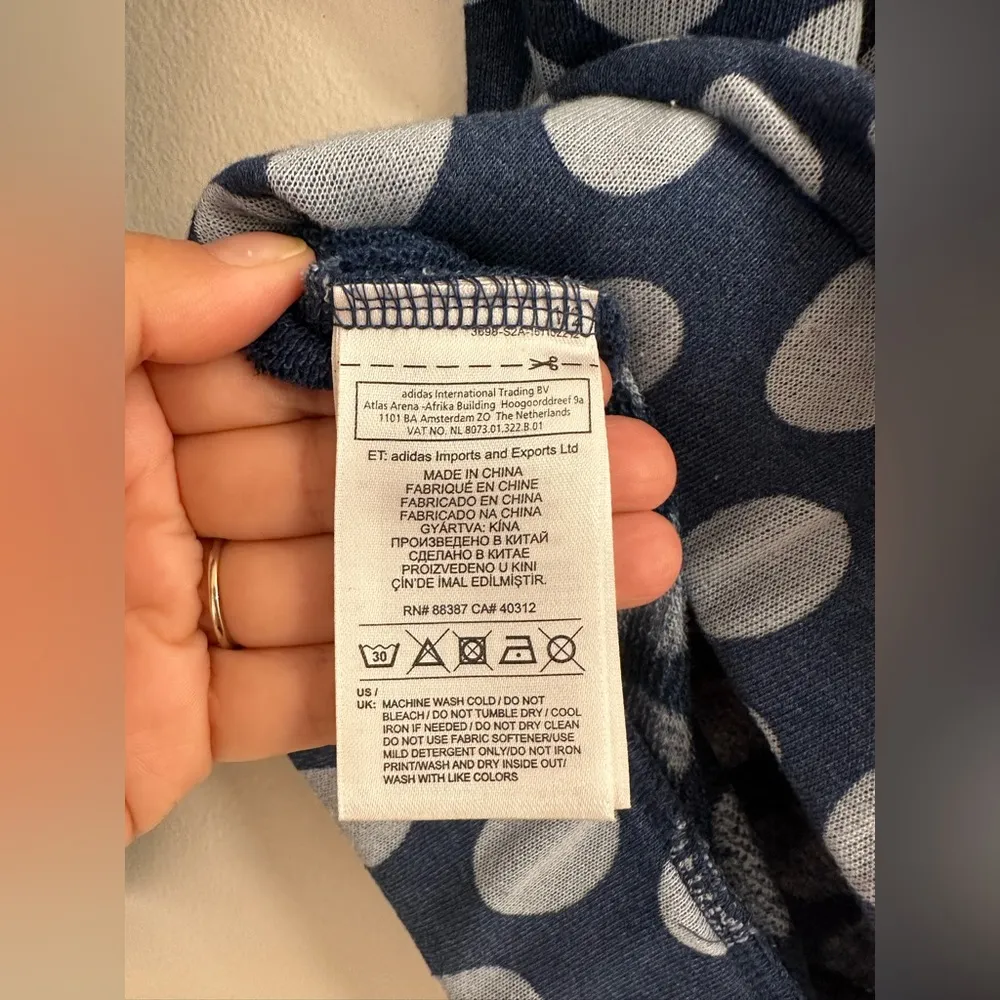 adidas International Trading BV
Atlas Arena -Afrika Building Hoogoorddreef 9a
1101 BA Amsterdam ZO The Netherlands
VAT NO. NL 8073.01.322.B.01
ET: adidas Imports and Exports Ltd
MADE IN CHINA
FABRIQUÉ EN CHINE
FABRICADO EN CHINA
FABRICADO NA CHINA
GYÁRTVA: KÍNA
ПРОИЗВЕДЕНО В КИТАЙ
СДЕЛАНО В КИТАЕ
PROIZVEDENO U KINI
ÇİN'DE İMAL EDİLMİŞTİR.
RN# 88387 CA# 40312
30
US /
UK: MACHINE WASH COLD / DO NOT
BLEACH / DO NOT TUMBLE DRY / COOL
IRON IF NEEDED / DO NOT DRY CLEAN
DO NOT USE FABRIC SOFTENER/USE
MILD DETERGENT ONLY/DO NOT IRON
PRINT/WASH AND DRY INSIDE OUT/
WASH WITH LIKE COLORS